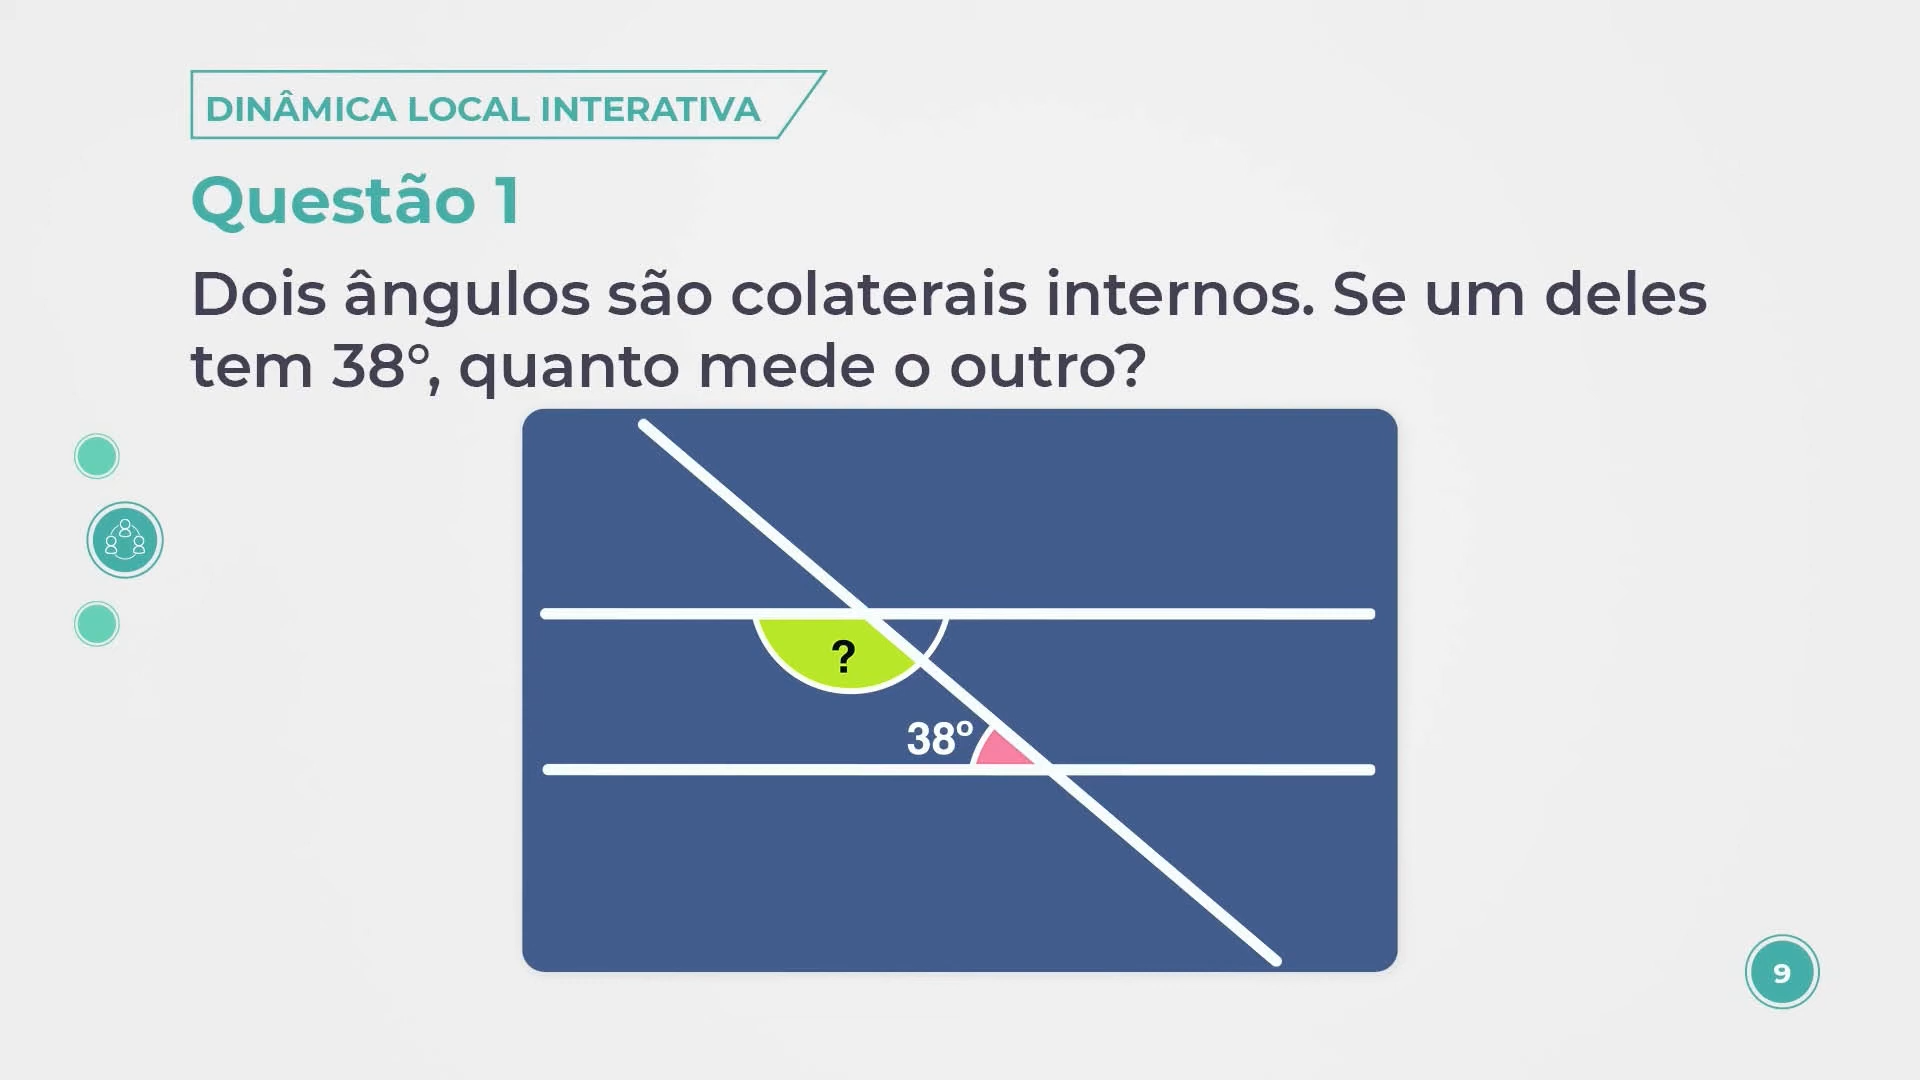 DINÂMICA LOCAL INTERATIVA
Questão 1
Dois ângulos são colaterais internos. Se um deles
tem 38°, quanto mede o outro?
?
38º
9